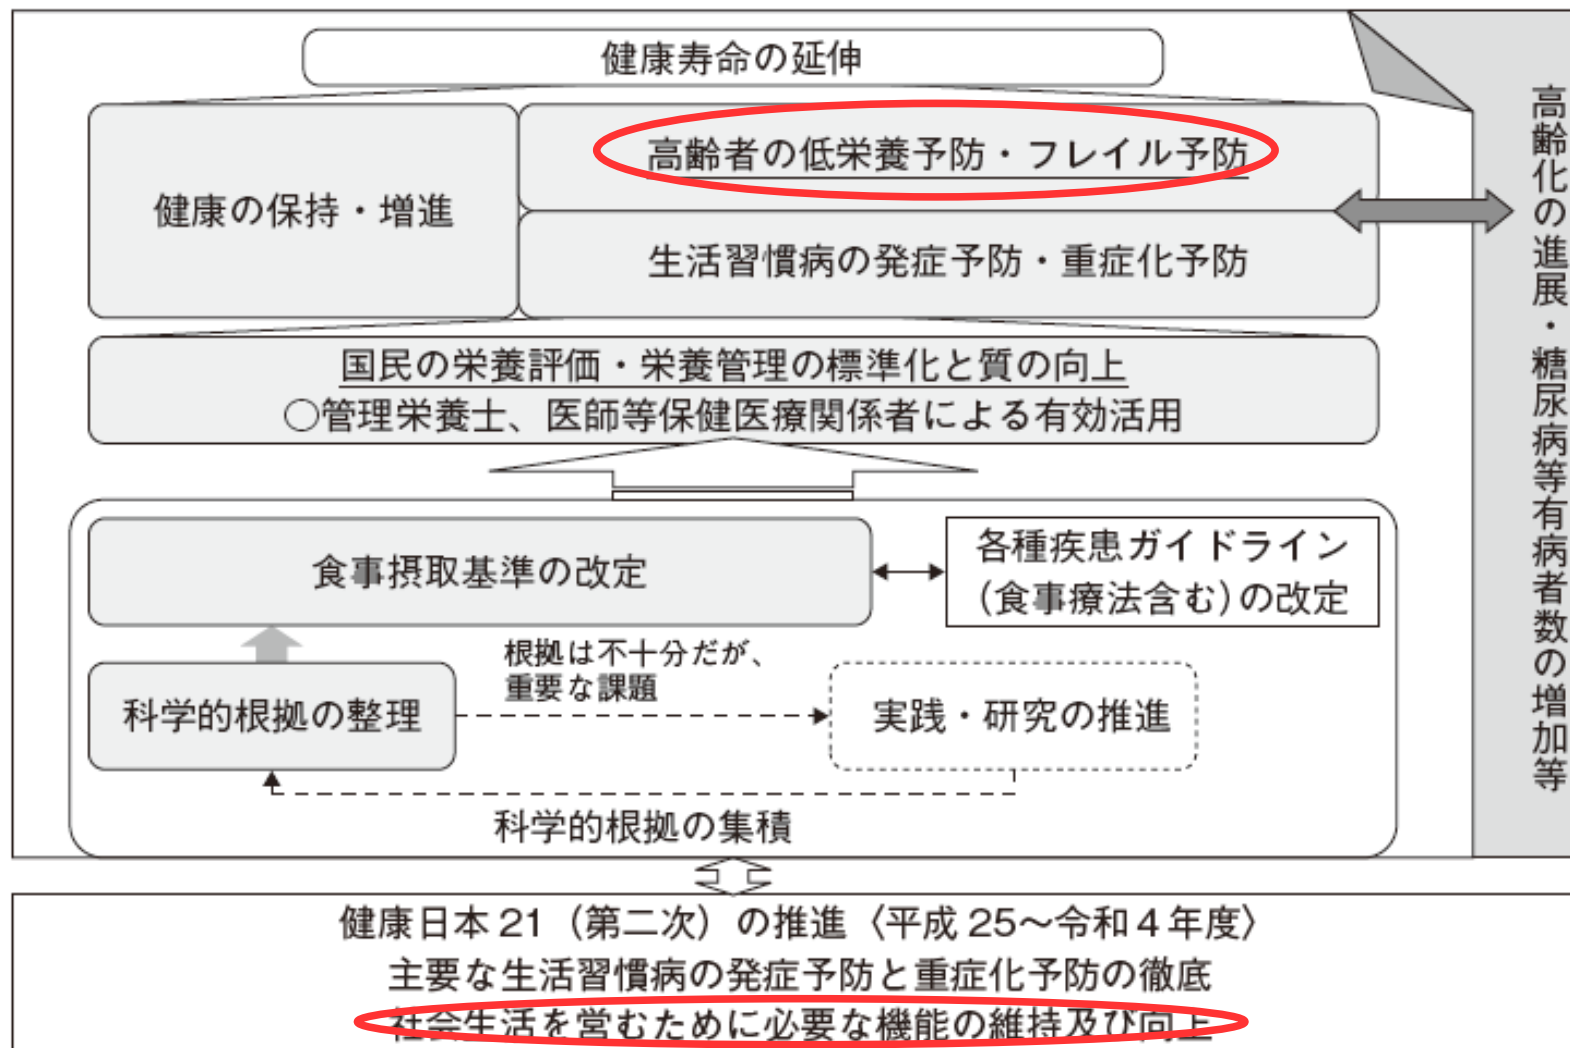 健康寿命の延伸
高齢者の低栄養予防・フレイル予防
健康の保持・増進
生活習慣病の発症予防・重症化予防
国民の栄養評価・栄養管理の標準化と質の向上
○管理栄養士、医師等保健医療関係者による有効活用
食事摂取基準の改定
各種疾患ガイドライン
(食事療法含む)の改定
根拠は不十分だが、
重要な課題
科学的根拠の整理
実践・研究の推進
科学的根拠の集積
高齢化の進展・糖尿病等有病者数の増加等
健康日本21（第二次）の推進〈平成25～令和4年度〉
主要な生活習慣病の発症予防と重症化予防の徹底
社会生活を営むために必要な機能の維持及び向上